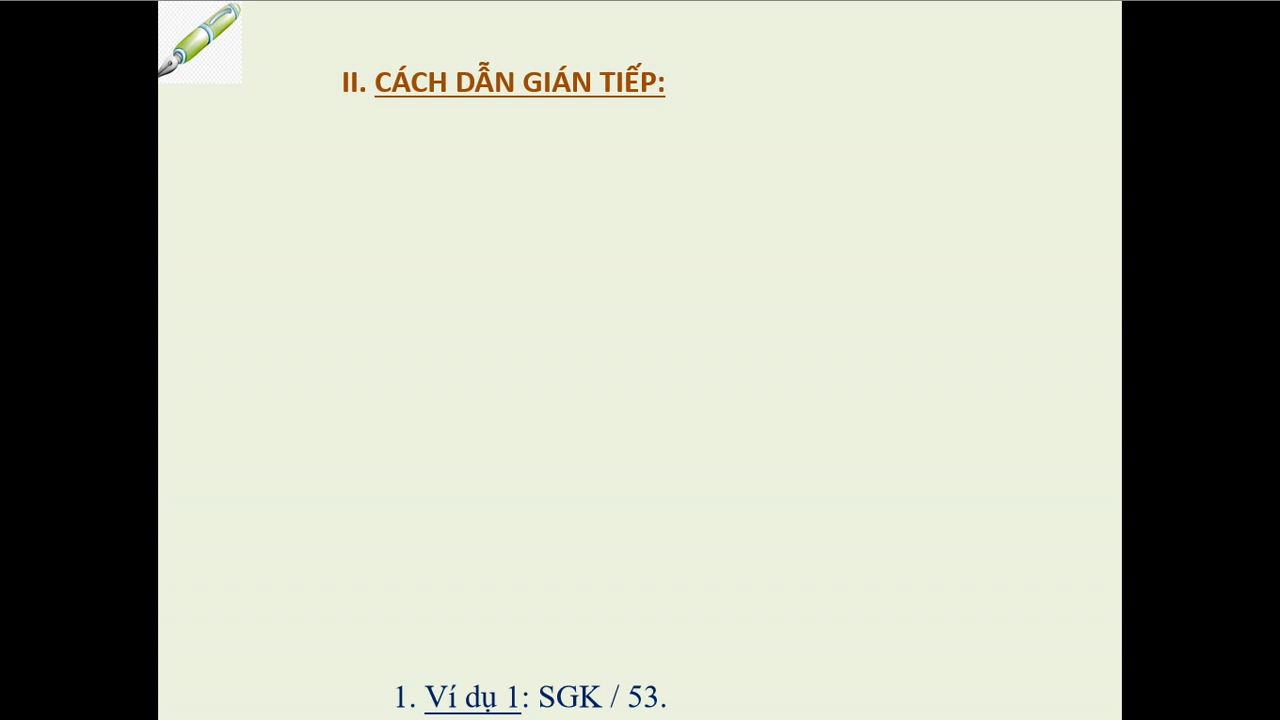 II. CÁCH DẪN GIÁN TIẾP:
1. Ví dụ 1: SGK / 53.